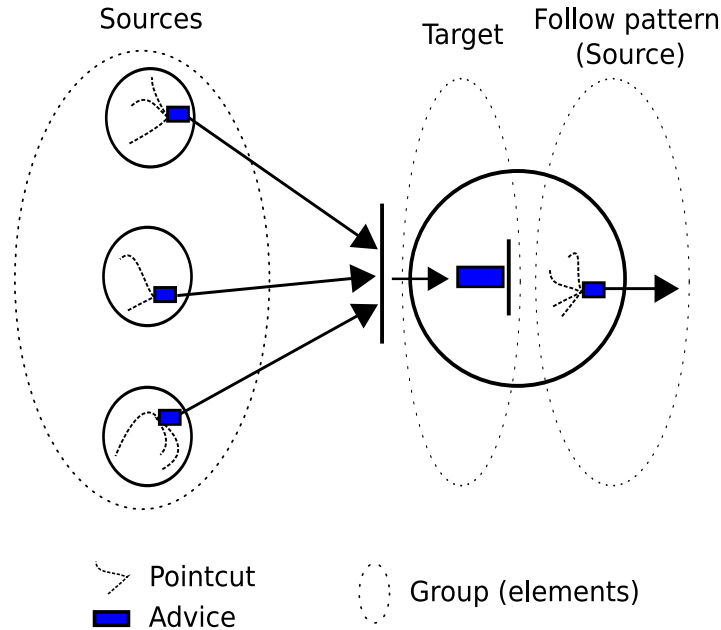 Sources
Target
Follow pattern
(Source)
Pointcut
Advice
Group (elements)